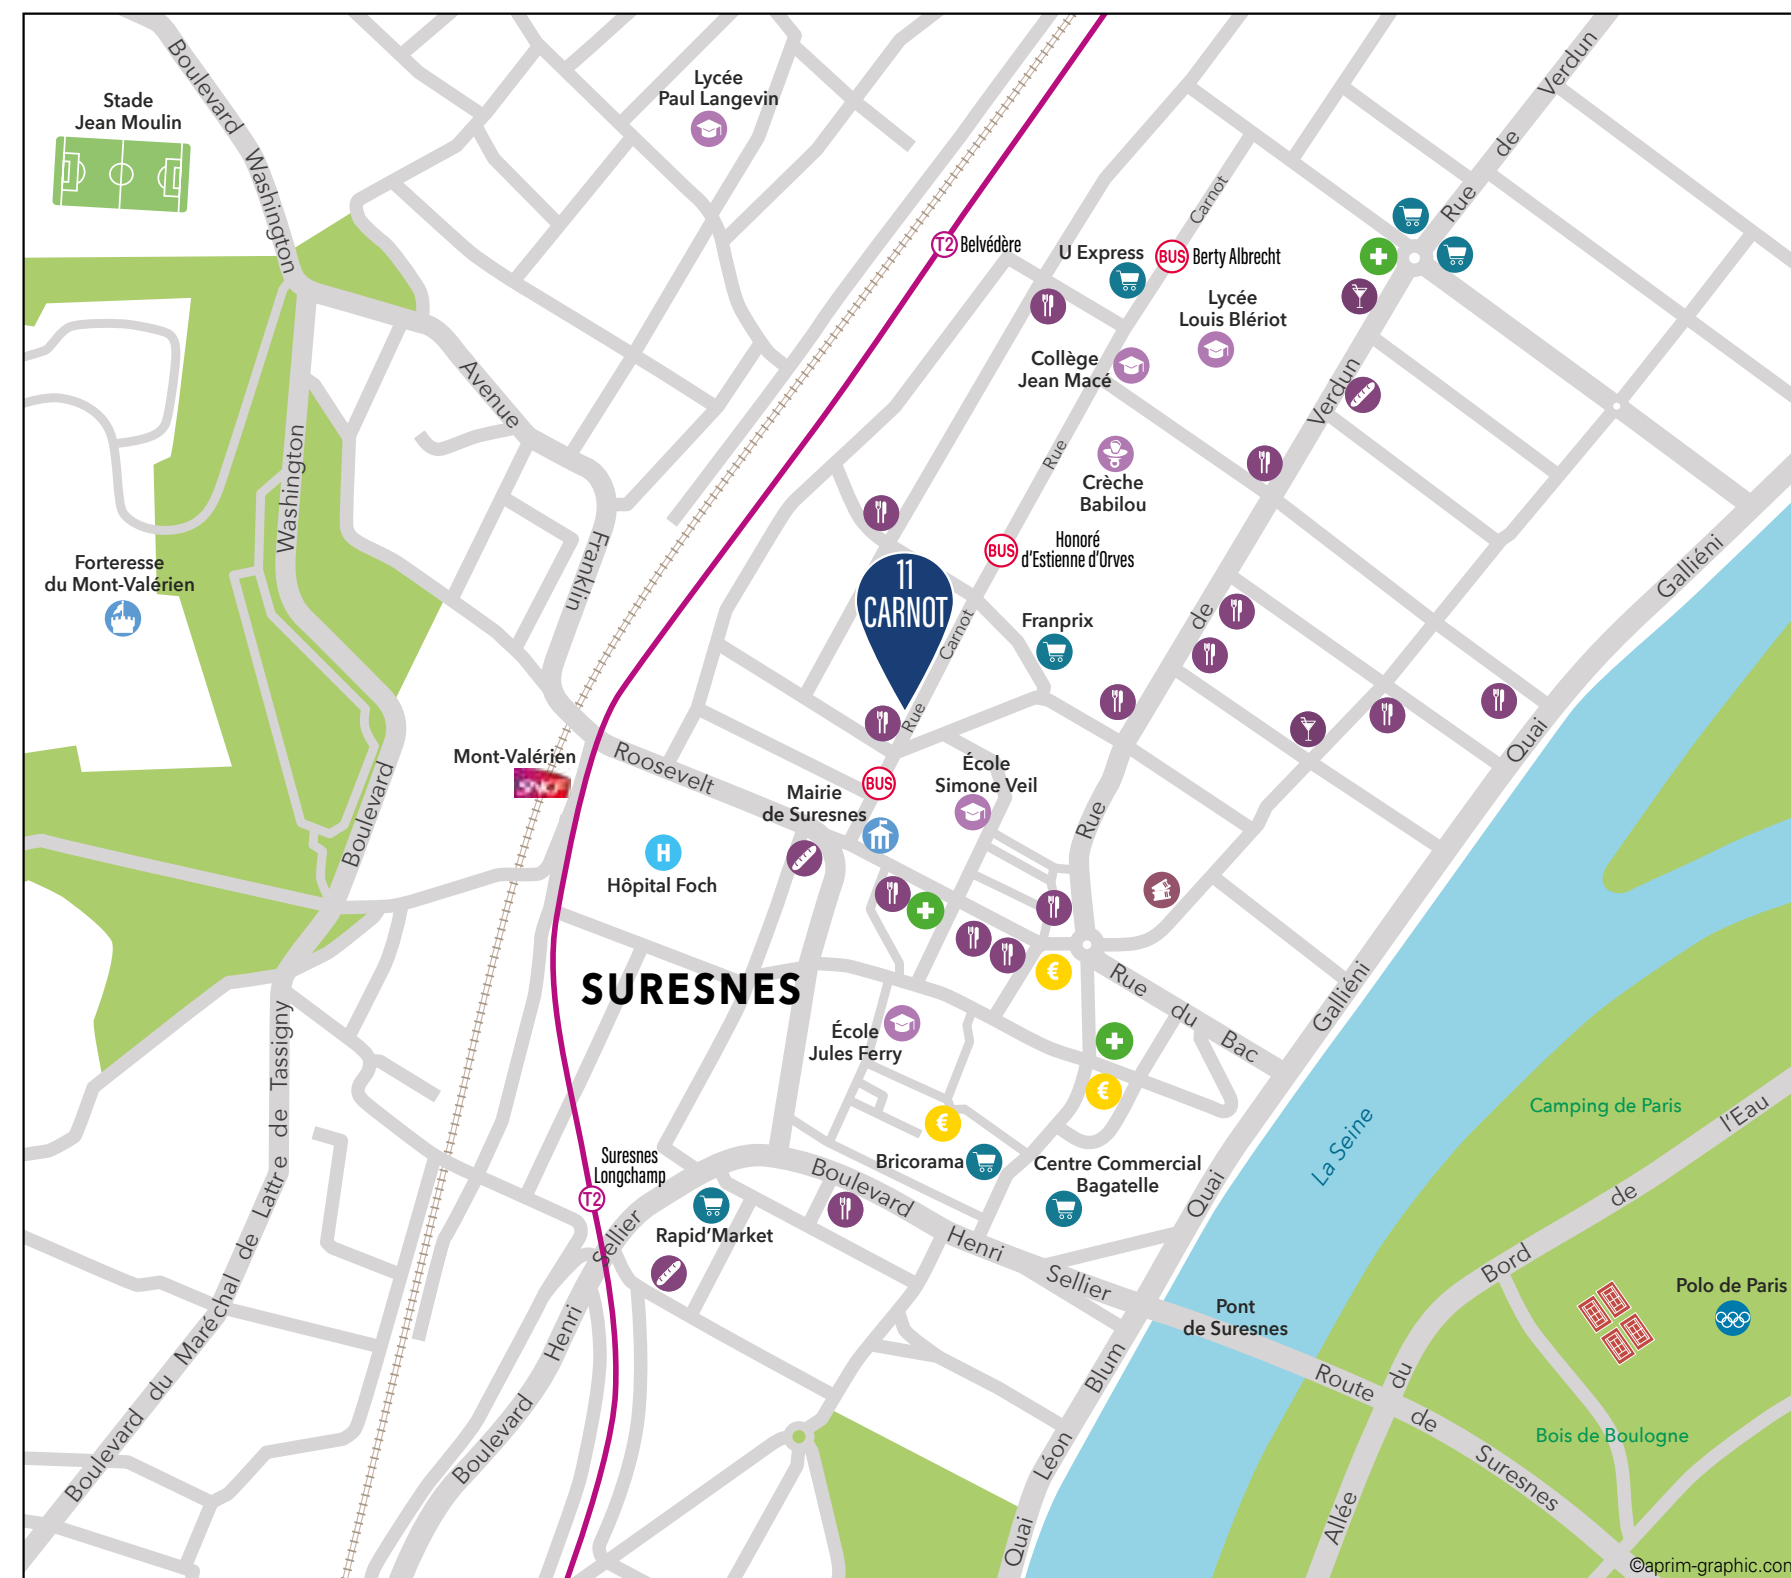 Boulevard Washington
Stade
Jean Moulin
Lycée
Paul Langevin
Rue de Verdun
Carnot
T2 Belvédère
U Express
BUS Berty Albrecht
Lycée
Louis Blériot
Collège
Jean Macé
Avenue
Franklin
Roosevelt
Washington
Boulevard
Rue
Verdun
de
Rue
Crèche
Babilou
Forteresse
du Mont-Valérien
BUS Honoré
d'Estienne d'Orves
11
CARNOT
Carnot
Rue
Franprix
Galliéni
Quai
Mont-Valérien
SNCF
BUS
École
Simone Veil
Mairie
de Suresnes
H
Hôpital Foch
SURESNES
€
Rue du Bac
Galliéni
Quai
École
Jules Ferry
€
€
Boulevard du Maréchal de Lattre de Tassigny
Camping de Paris
La Seine
Allée du Bord de l'Eau
Suresnes
Longchamp
T2
Bricorama
Centre Commercial
Bagatelle
Rapid'Market
Boulevard Henri Sellier
Boulevard Henri Sellier
Pont
de Suresnes
Polo de Paris
Route de Suresnes
Bois de Boulogne
Quai Léon Blum
©aprim-graphic.com